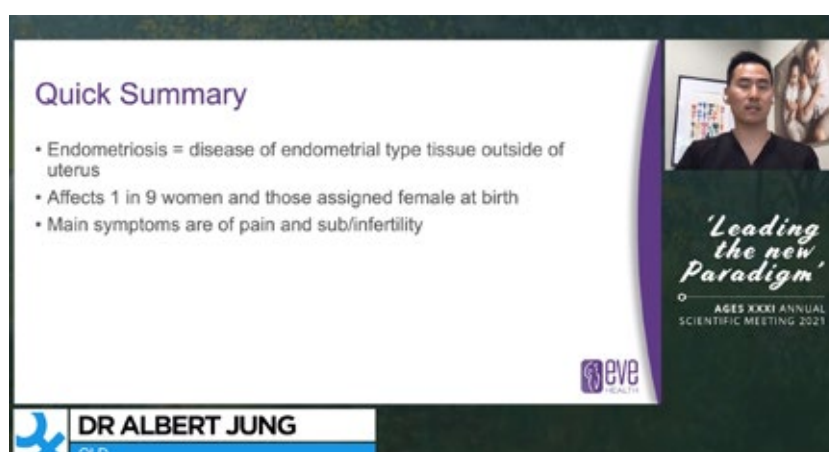 Quick Summary
• Endometriosis = disease of endometrial type tissue outside of
uterus
• Affects 1 in 9 women and those assigned female at birth
• Main symptoms are of pain and sub/infertility
eve
HEALTH
'Leading
the new
Paradigm'
AGES XXXI ANNUAL
SCIENTIFIC MEETING 2021
DR ALBERT JUNG
QLD